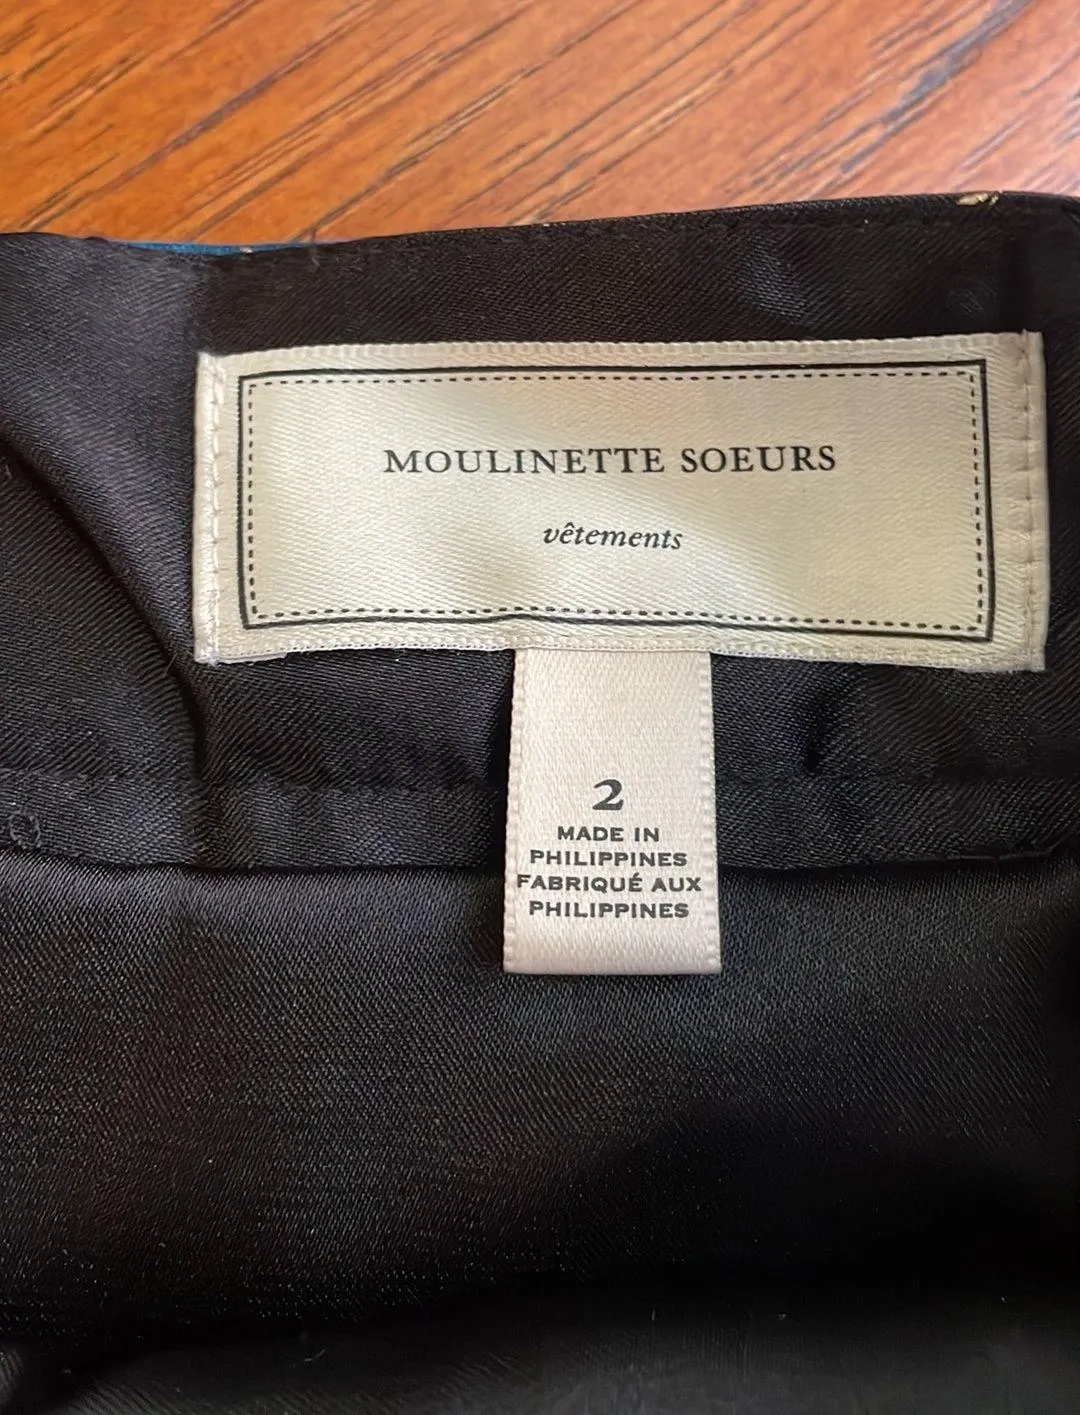 MOULINETTE SOEURS
vêtements
2
MADE IN
PHILIPPINES
FABRIQUÉ AUX
PHILIPPINES